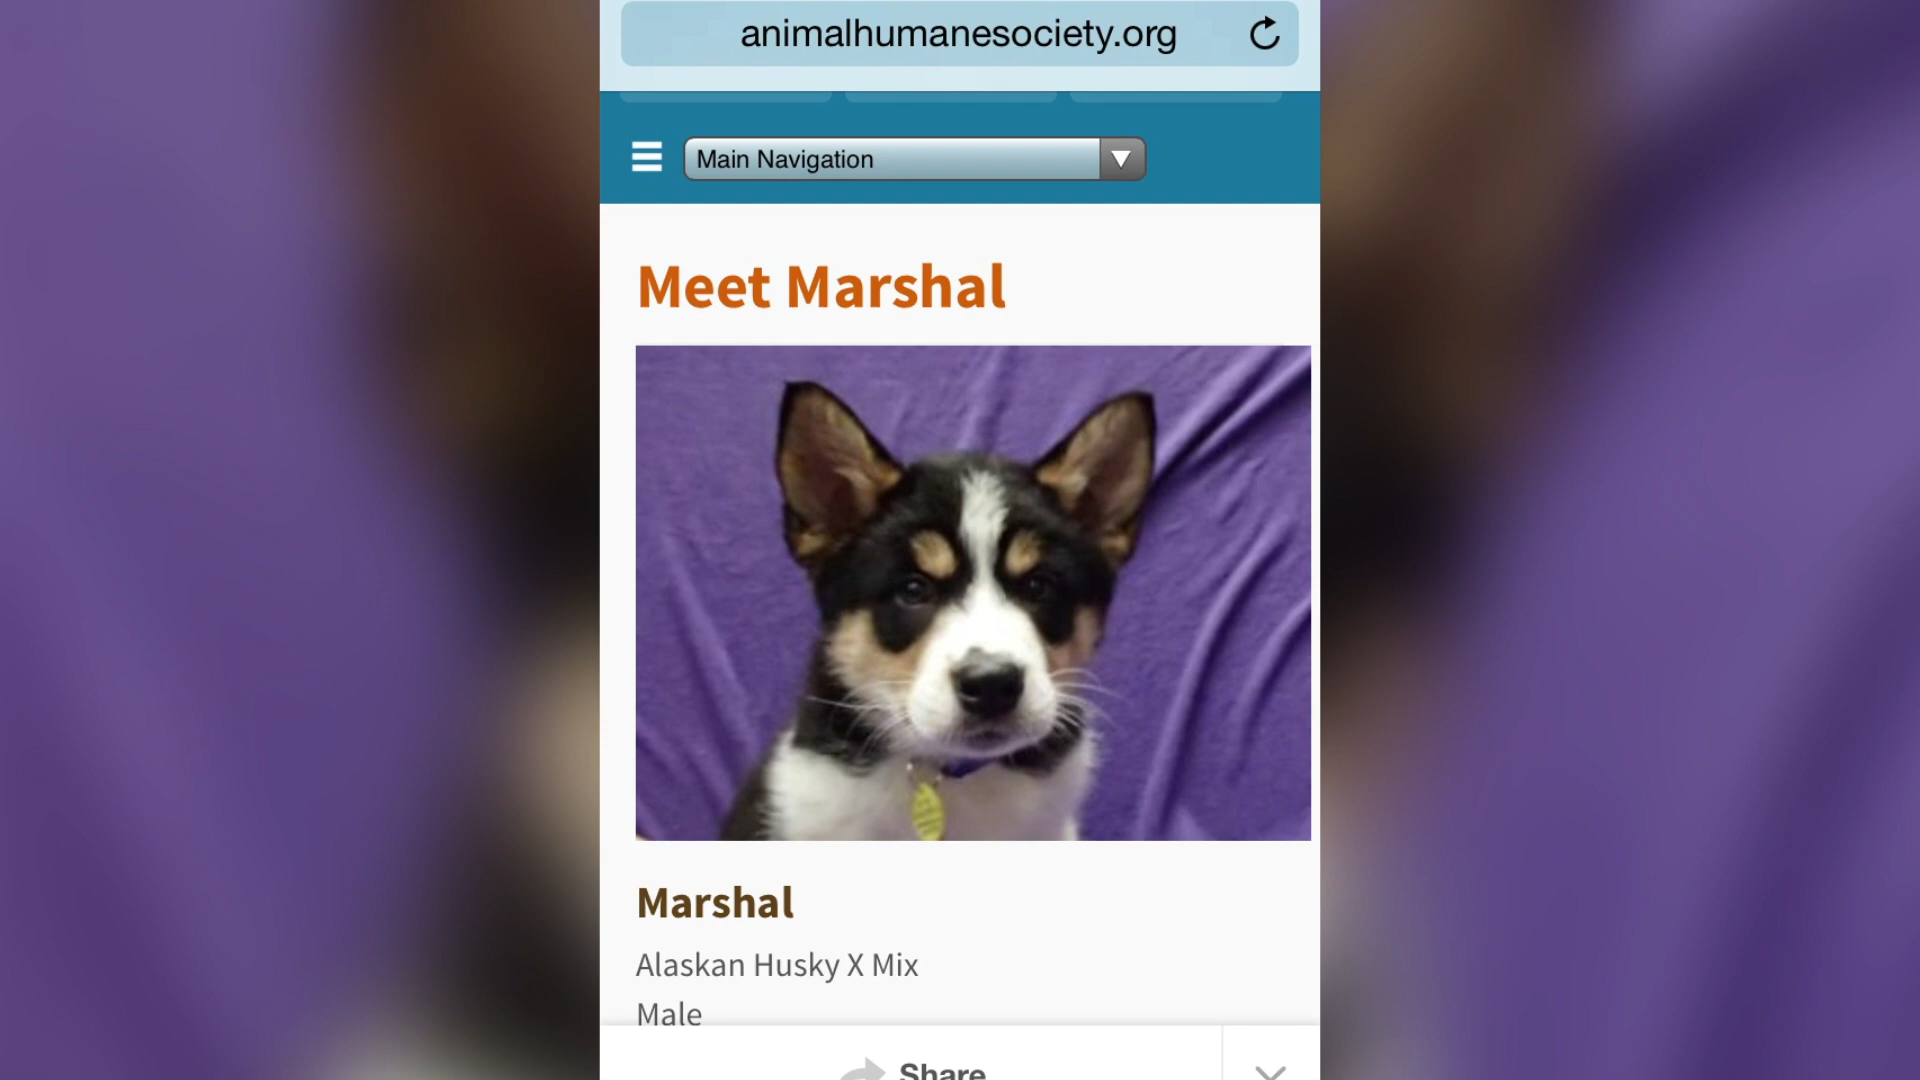 animalhumanesociety.org
Main Navigation
Meet Marshal
Marshal
Alaskan Husky X Mix
Male
Share